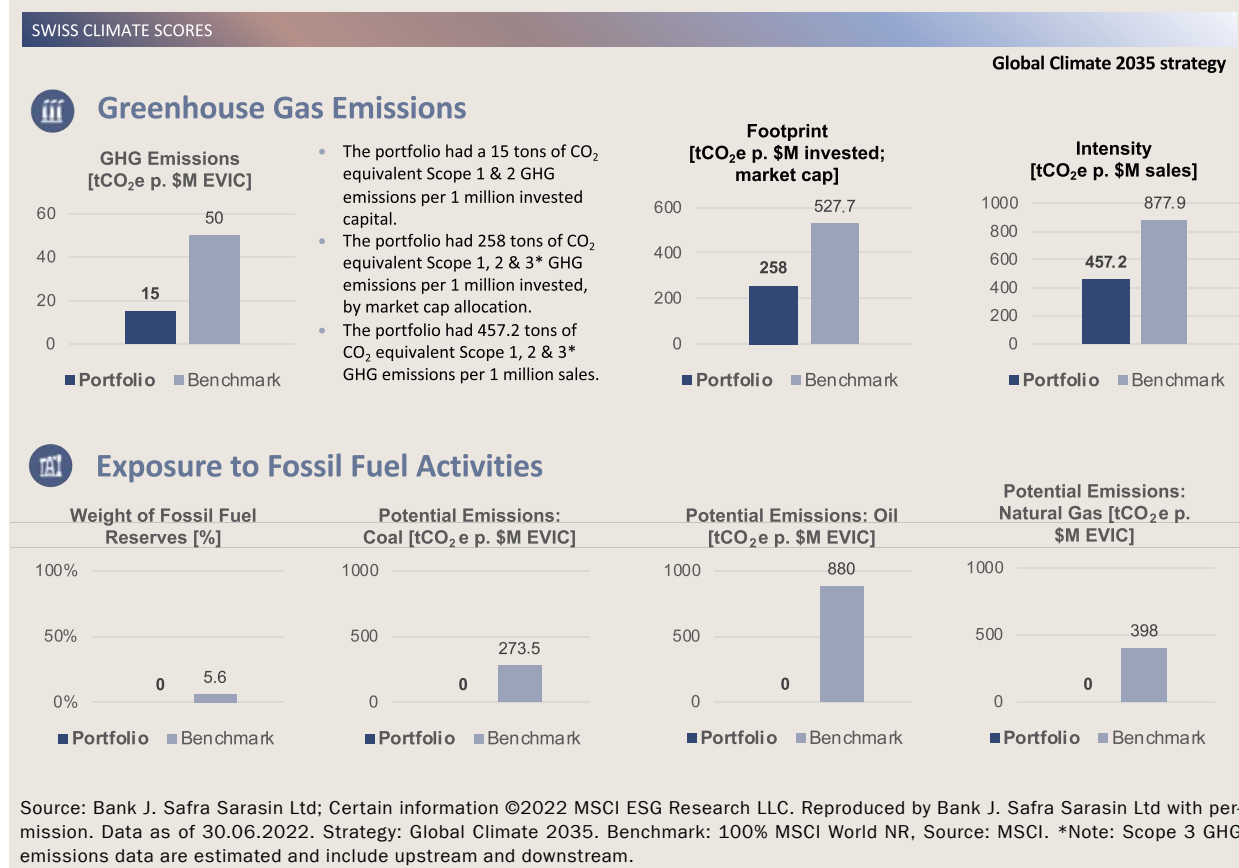 SWISS CLIMATE SCORES
Global Climate 2035 strategy
Greenhouse Gas Emissions
GHG Emissions
[tCO₂e p. $M EVIC]
60
40
20
0
15
50
Portfolio
Benchmark
• The portfolio had a 15 tons of CO₂
equivalent Scope 1 & 2 GHG
emissions per 1 million invested
capital.
• The portfolio had 258 tons of CO₂
equivalent Scope 1, 2 & 3* GHG
emissions per 1 million invested,
by market cap allocation.
• The portfolio had 457.2 tons of
CO₂ equivalent Scope 1, 2 & 3*
GHG emissions per 1 million sales.
Footprint
[tCO₂e p. $M invested;
market cap]
600
400
200
0
258
527.7
Portfolio
Benchmark
Intensity
[tCO₂e p. $M sales]
1000
800
600
400
200
0
457.2
877.9
Portfolio
Benchmark
Exposure to Fossil Fuel Activities
Weight of Fossil Fuel
Reserves [%]
100%
50%
0%
0
5.6
Portfolio
Benchmark
Potential Emissions:
Coal [tCO₂e p. $M EVIC]
1000
500
0
0
273.5
Portfolio
Benchmark
Potential Emissions: Oil
[tCO₂e p. $M EVIC]
1000
500
0
0
880
Portfolio
Benchmark
Potential Emissions:
Natural Gas [tCO₂e p.
$M EVIC]
1000
500
0
0
398
Portfolio
Benchmark
Source: Bank J. Safra Sarasin Ltd; Certain information ©2022 MSCI ESG Research LLC. Reproduced by Bank J. Safra Sarasin Ltd with per-
mission. Data as of 30.06.2022. Strategy: Global Climate 2035. Benchmark: 100% MSCI World NR, Source: MSCI. *Note: Scope 3 GHG
emissions data are estimated and include upstream and downstream.